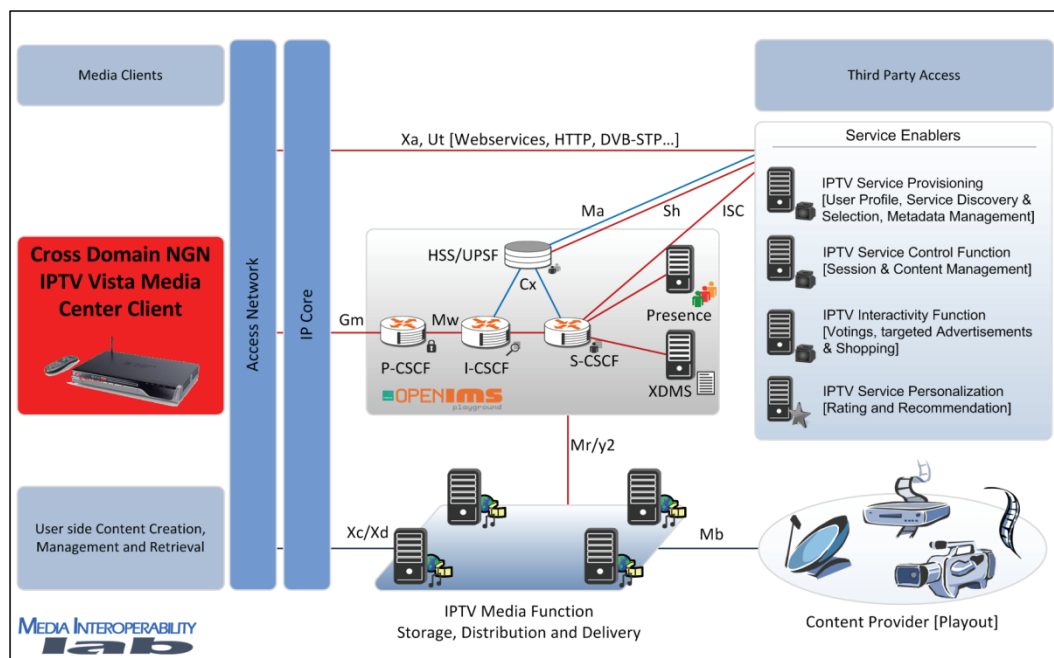 Media Clients
Third Party Access
Access Network
IP Core
Xa, Ut [Webservices, HTTP, DVB-STP...]
Service Enablers
IPTV Service Provisioning
[User Profile, Service Discovery &
Selection, Metadata Management]
IPTV Service Control Function
[Session & Content Management]
IPTV Interactivity Function
[Votings, targeted Advertisements
& Shopping]
IPTV Service Personalization
[Rating and Recommendation]
Ma
Sh
ISC
Cross Domain NGN
IPTV Vista Media
Center Client
HSS/UPSF
Cx
Presence
Gm
Mw
P-CSCF
I-CSCF
S-CSCF
XDMS
OPENIMS
playground
Mr/y2
User side Content Creation,
Management and Retrieval
Xc/Xd
Mb
IPTV Media Function
Storage, Distribution and Delivery
Content Provider [Playout]
MEDIA INTEROPERABILITY
lab